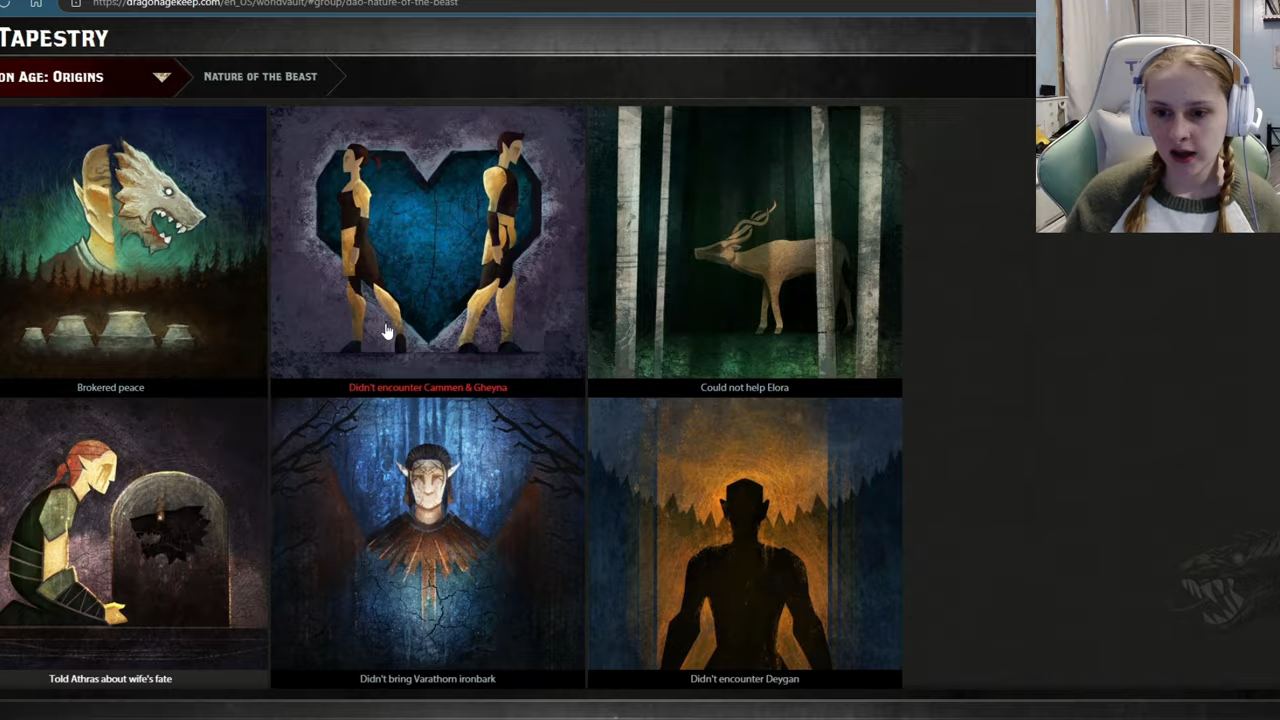 https://dragonagekeep.com/en_US/worldvault/#group/dao-nature-of-the-beast
TAPESTRY
ON AGE: ORIGINS
NATURE OF THE BEAST
Brokered peace
Didn't encounter Cammen & Gheyna
Could not help Elora
Told Athras about wife's fate
Didn't bring Varathorn ironbark
Didn't encounter Deygan